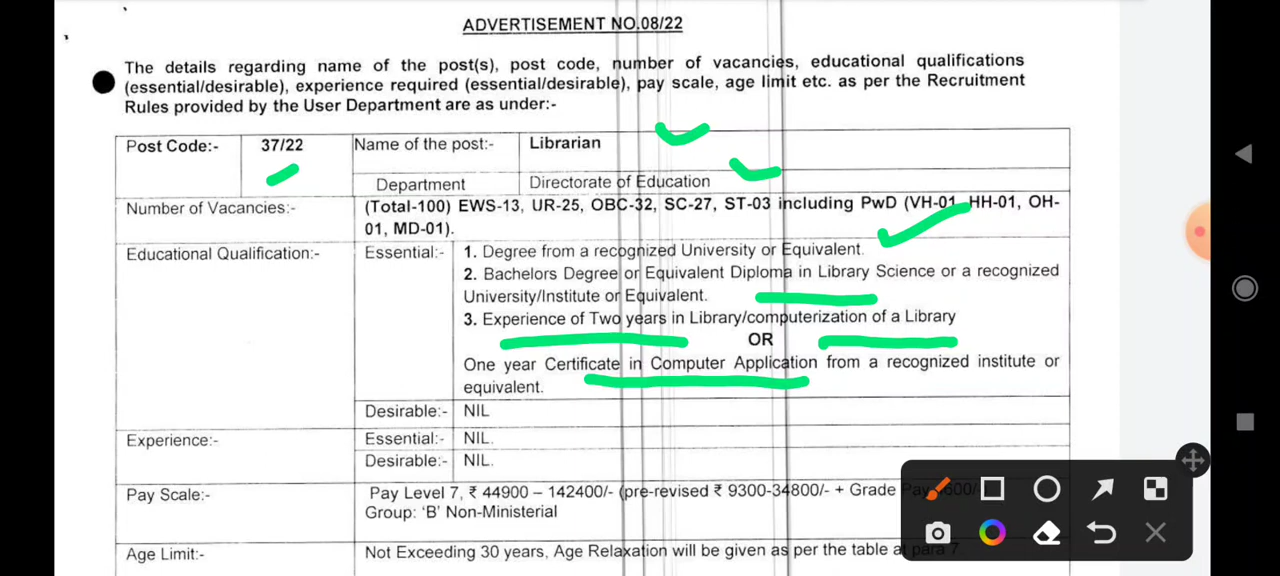 ADVERTISEMENT NO.08/22
The details regarding name of the post(s), post code, number of vacancies, educational qualifications
(essential/desirable), experience required (essential/desirable), pay scale, age limit etc. as per the Recruitment
Rules provided by the User Department are as under:-
Post Code:- 37/22 Name of the post:- Librarian
Department Directorate of Education
Number of Vacancies:- (Total-100) EWS-13, UR-25, OBC-32, SC-27, ST-03 including PwD (VH-01, HH-01, OH-
01, MD-01).
Educational Qualification:- Essential:- 1. Degree from a recognized University or Equivalent.
2. Bachelors Degree or Equivalent Diploma in Library Science or a recognized
University/Institute or Equivalent.
3. Experience of Two years in Library/computerization of a Library
OR
One year Certificate in Computer Application from a recognized institute or
equivalent.
Desirable:- NIL
Experience:- Essential:- NIL.
Desirable:- NIL.
Pay Scale:- Pay Level 7, ₹ 44900 – 142400/- (pre-revised ₹ 9300-34800/- + Grade
Group: ‘B’ Non-Ministerial
Age Limit:- Not Exceeding 30 years, Age Relaxation will be given as per the table at para 7